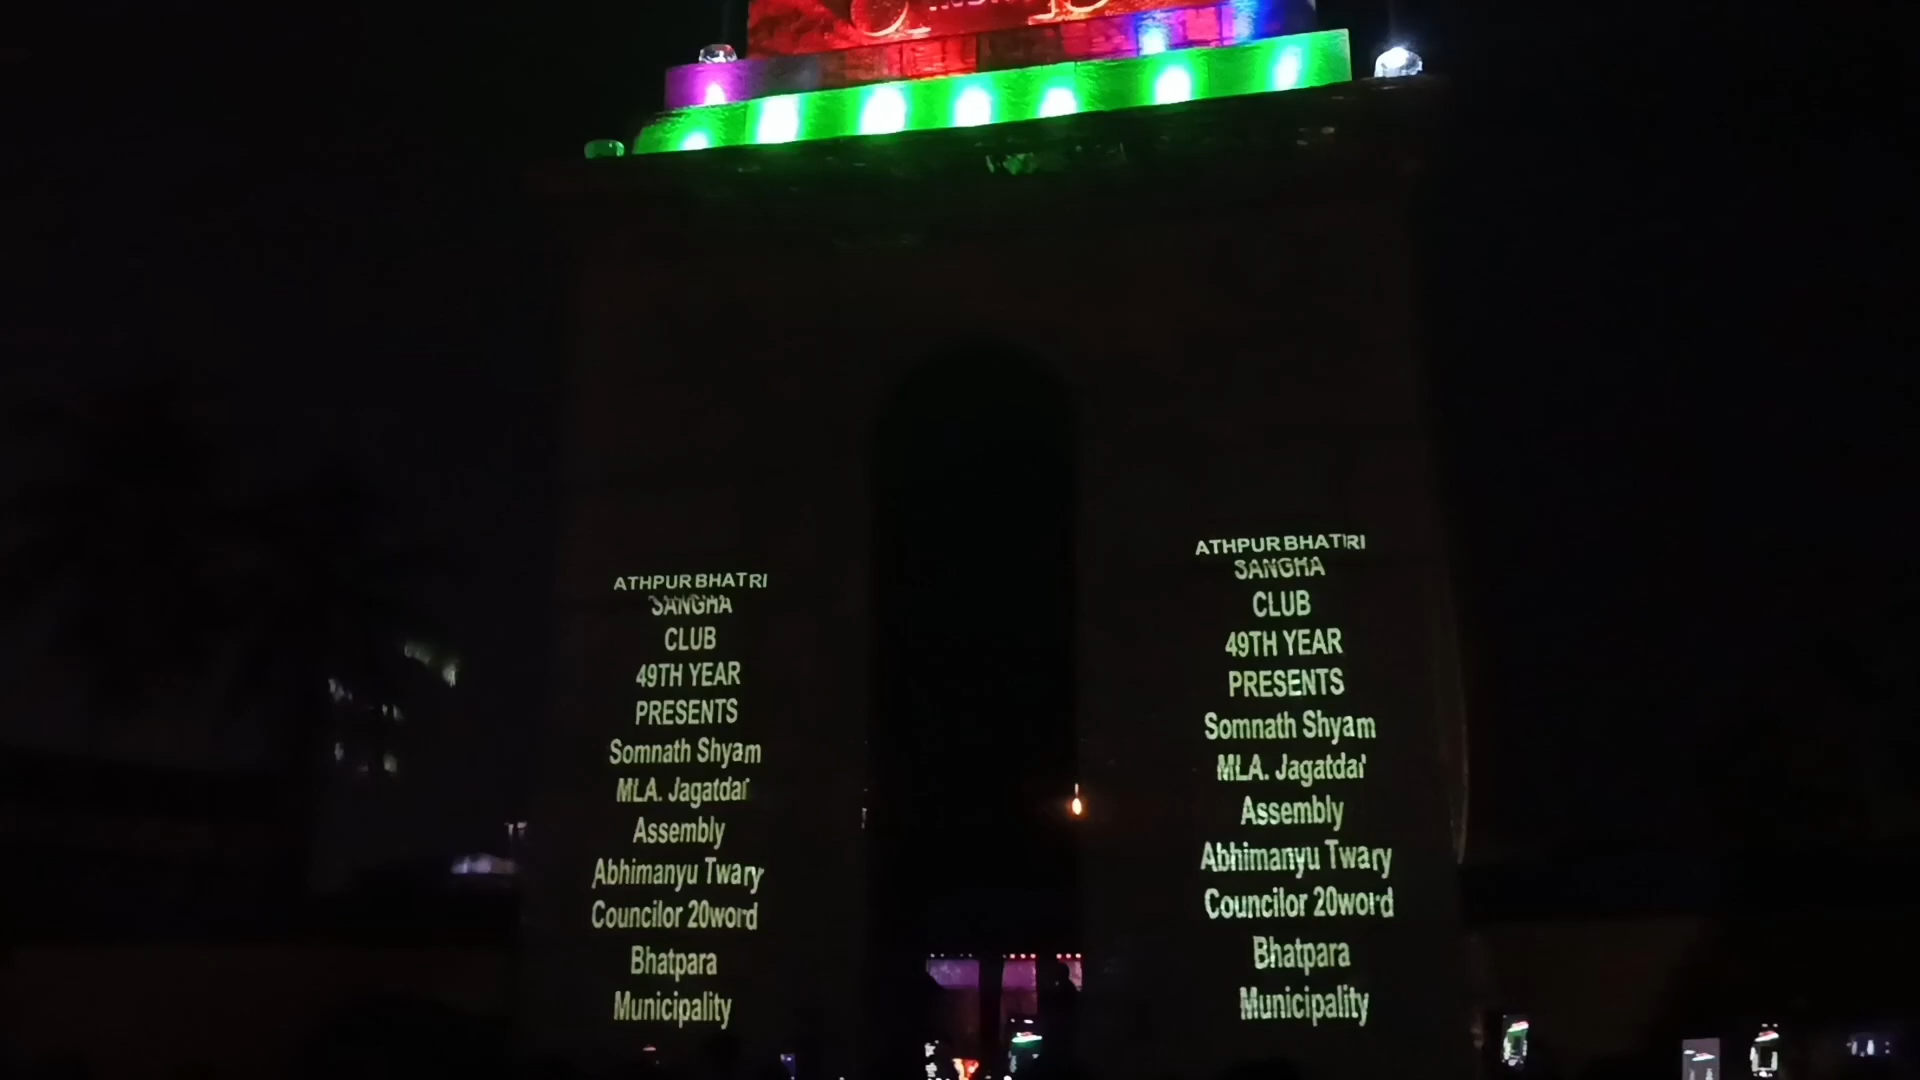 ATHPUR BHATRI
SANGHA
CLUB
49TH YEAR
PRESENTS
Somnath Shyam
MLA. Jagatdal
Assembly
Abhimanyu Twary
Councilor 20word
Bhatpara
Municipality
ATHPUR BHATRI
SANGHA
CLUB
49TH YEAR
PRESENTS
Somnath Shyam
MLA. Jagatdal
Assembly
Abhimanyu Twary
Councilor 20word
Bhatpara
Municipality